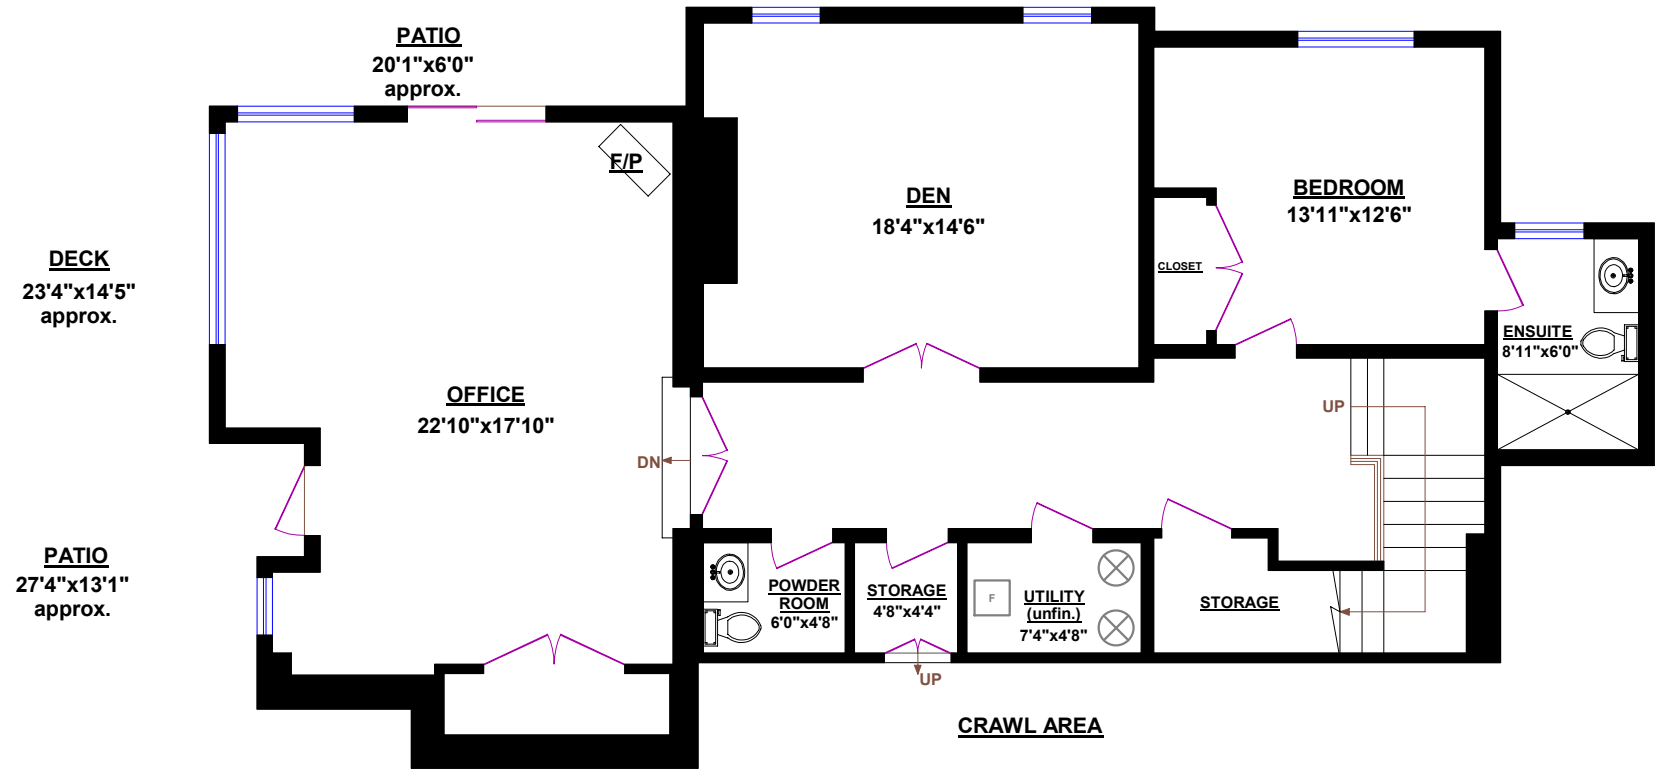 PATIO
20'1"x6'0"
approx.
F/P
DEN
18'4"x14'6"
BEDROOM
13'11"x12'6"
CLOSET
DECK
23'4"x14'5"
approx.
ENSUITE
8'11"x6'0"
OFFICE
22'10"x17'10"
UP
DN
PATIO
27'4"x13'1"
approx.
POWDER
ROOM
6'0"x4'8"
STORAGE
4'8"x4'4"
F
UTILITY
(unfin.)
7'4"x4'8"
STORAGE
UP
CRAWL AREA